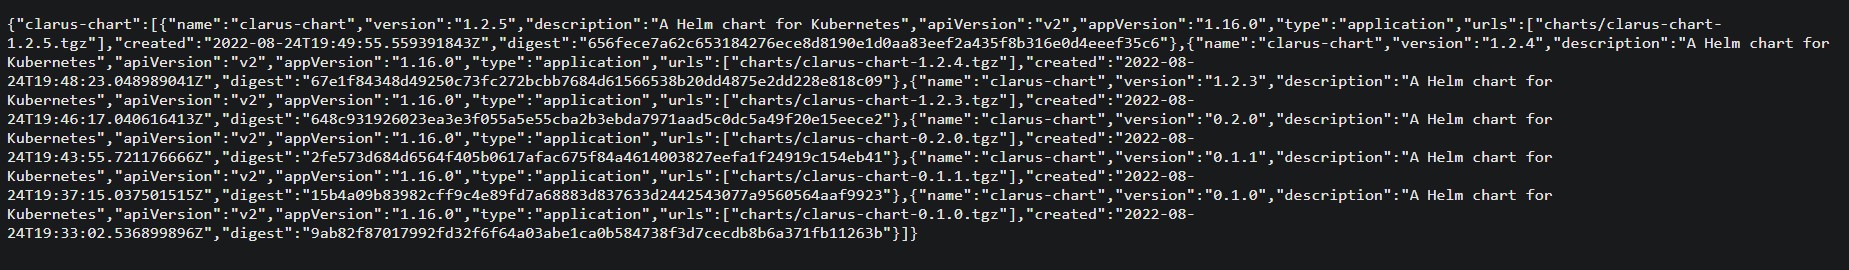 {"clarus-chart":[{"name":"clarus-chart","version":"1.2.5","description":"A Helm chart for Kubernetes","apiVersion":"v2","appVersion":"1.16.0","type":"application","urls":["charts/clarus-chart-
1.2.5.tgz"],"created":"2022-08-24T19:49:55.559391843Z","digest":"656fece7a62c653184276ece8d8190e1d0aa83eef2a435f8b316e0d4eeef35c6"},{"name":"clarus-chart","version":"1.2.4","description":"A Helm chart for
Kubernetes","apiVersion":"v2","appVersion":"1.16.0","type":"application","urls":["charts/clarus-chart-1.2.4.tgz"],"created":"2022-08-
24T19:48:23.048989041Z","digest":"67e1f84348d49250c73fc272bcbb7684d61566538b20dd4875e2dd228e818c09"},{"name":"clarus-chart","version":"1.2.3","description":"A Helm chart for
Kubernetes","apiVersion":"v2","appVersion":"1.16.0","type":"application","urls":["charts/clarus-chart-1.2.3.tgz"],"created":"2022-08-
24T19:46:17.040616413Z","digest":"648c931926023ea3e3f055a5e55cba2b3ebda7971aad5c0dc5a49f20e15eece2"},{"name":"clarus-chart","version":"0.2.0","description":"A Helm chart for
Kubernetes","apiVersion":"v2","appVersion":"1.16.0","type":"application","urls":["charts/clarus-chart-0.2.0.tgz"],"created":"2022-08-
24T19:43:55.721176666Z","digest":"2fe573d684d6564f405b0617afac675f84a4614003827eefa1f24919c154eb41"},{"name":"clarus-chart","version":"0.1.1","description":"A Helm chart for
Kubernetes","apiVersion":"v2","appVersion":"1.16.0","type":"application","urls":["charts/clarus-chart-0.1.1.tgz"],"created":"2022-08-
24T19:37:15.037501515Z","digest":"15b4a09b83982cff9c4e89fd7a68883d837633d2442543077a9560564aaf9923"},{"name":"clarus-chart","version":"0.1.0","description":"A Helm chart for
Kubernetes","apiVersion":"v2","appVersion":"1.16.0","type":"application","urls":["charts/clarus-chart-0.1.0.tgz"],"created":"2022-08-
24T19:33:02.536899896Z","digest":"9ab82f87017992fd32f6f64a03abe1ca0b584738f3d7cecdb8b6a371fb11263b"}]}